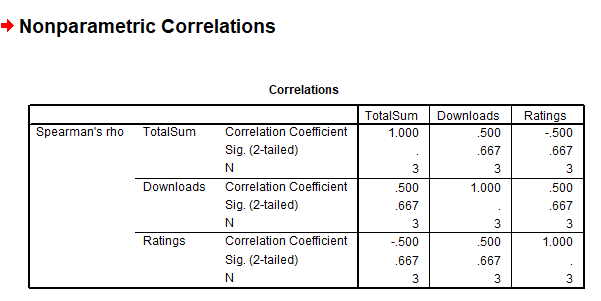 Nonparametric Correlations
Correlations
TotalSum Downloads Ratings
Spearman's rho TotalSum Correlation Coefficient 1.000 .500 -.500
Sig. (2-tailed) . .667 .667
N 3 3 3
Downloads Correlation Coefficient .500 1.000 .500
Sig. (2-tailed) .667 . .667
N 3 3 3
Ratings Correlation Coefficient -.500 .500 1.000
Sig. (2-tailed) .667 .667 .
N 3 3 3